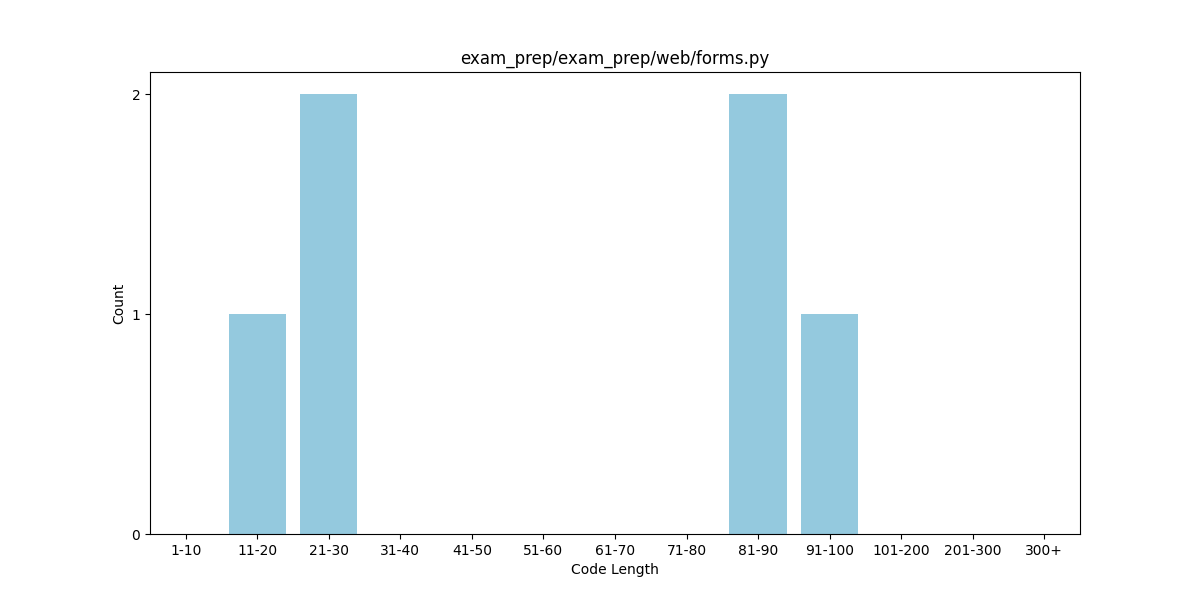 exam_prep/exam_prep/web/forms.py
2
1
0
Count
1-10 11-20 21-30 31-40 41-50 51-60 61-70 71-80 81-90 91-100 101-200 201-300 300+
Code Length